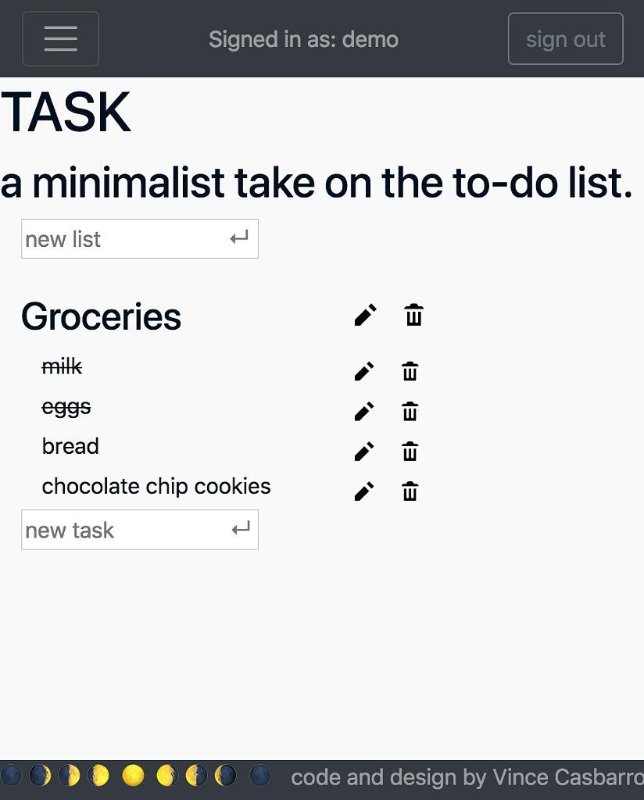 Signed in as: demo
sign out
TASK
a minimalist take on the to-do list.
new list
Groceries
milk
eggs
bread
chocolate chip cookies
new task
code and design by Vince Casbarro